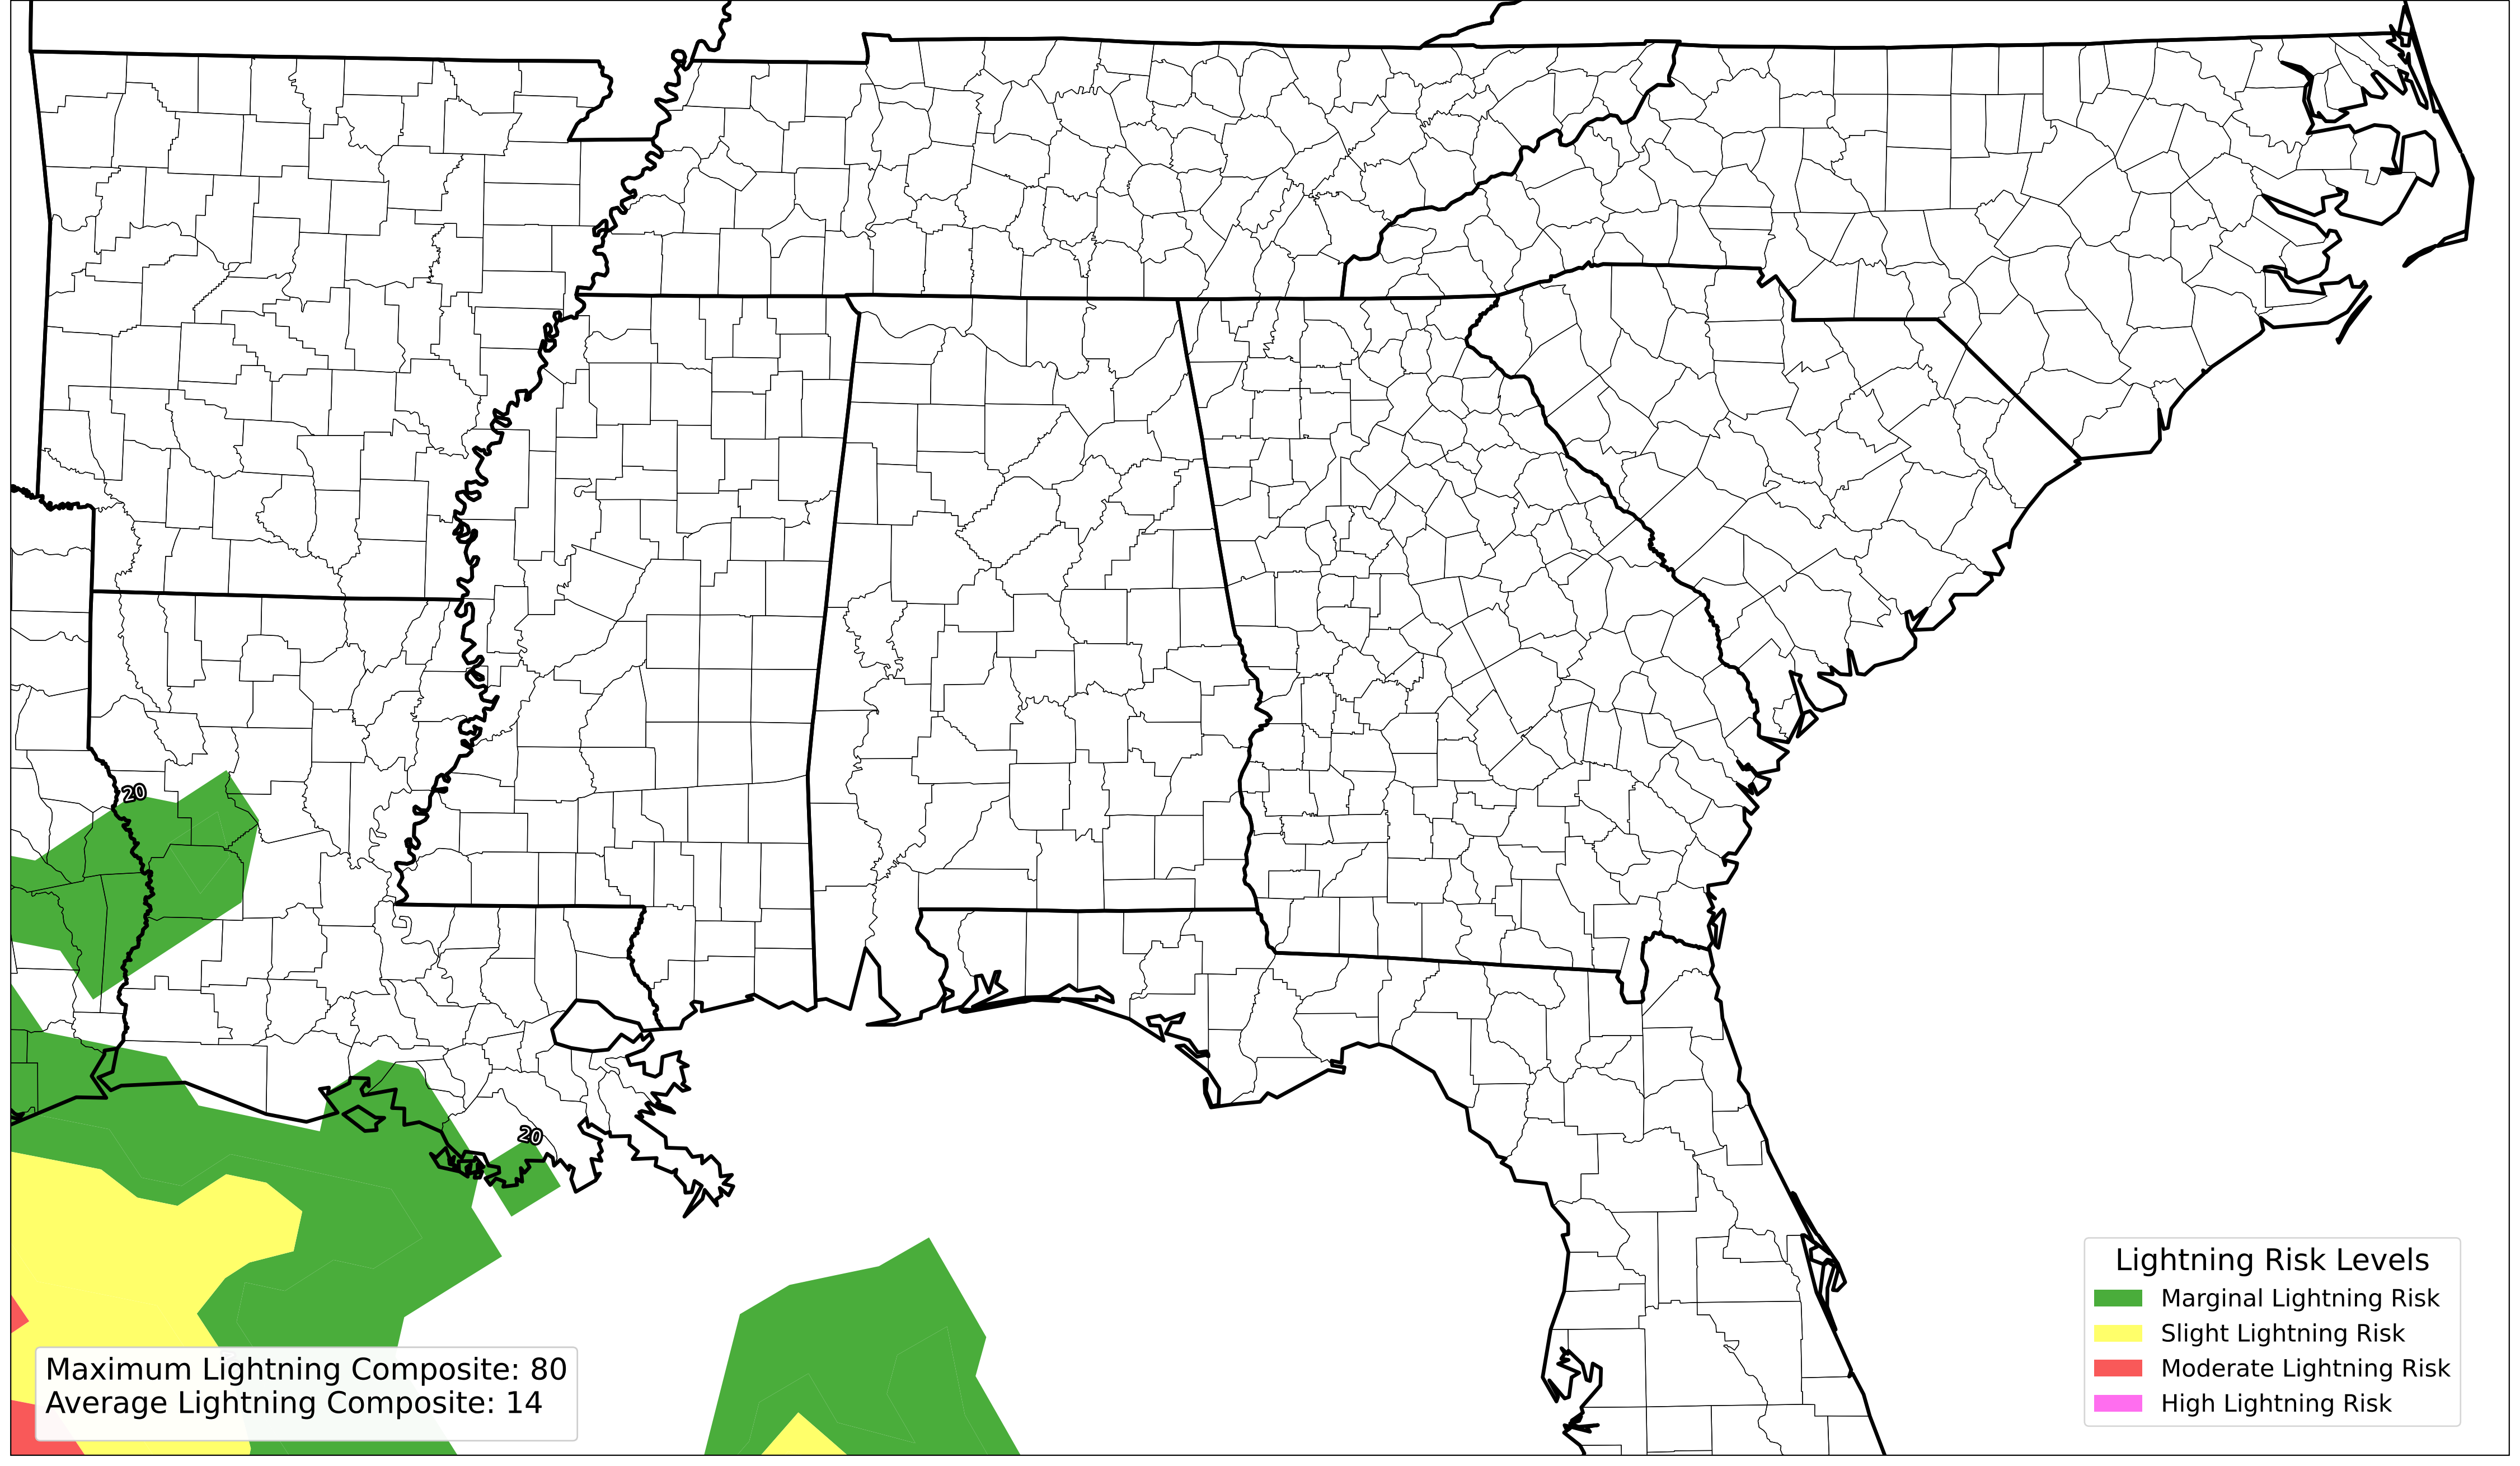 20
20
Maximum Lightning Composite: 80
Average Lightning Composite: 14
Lightning Risk Levels
Marginal Lightning Risk
Slight Lightning Risk
Moderate Lightning Risk
High Lightning Risk